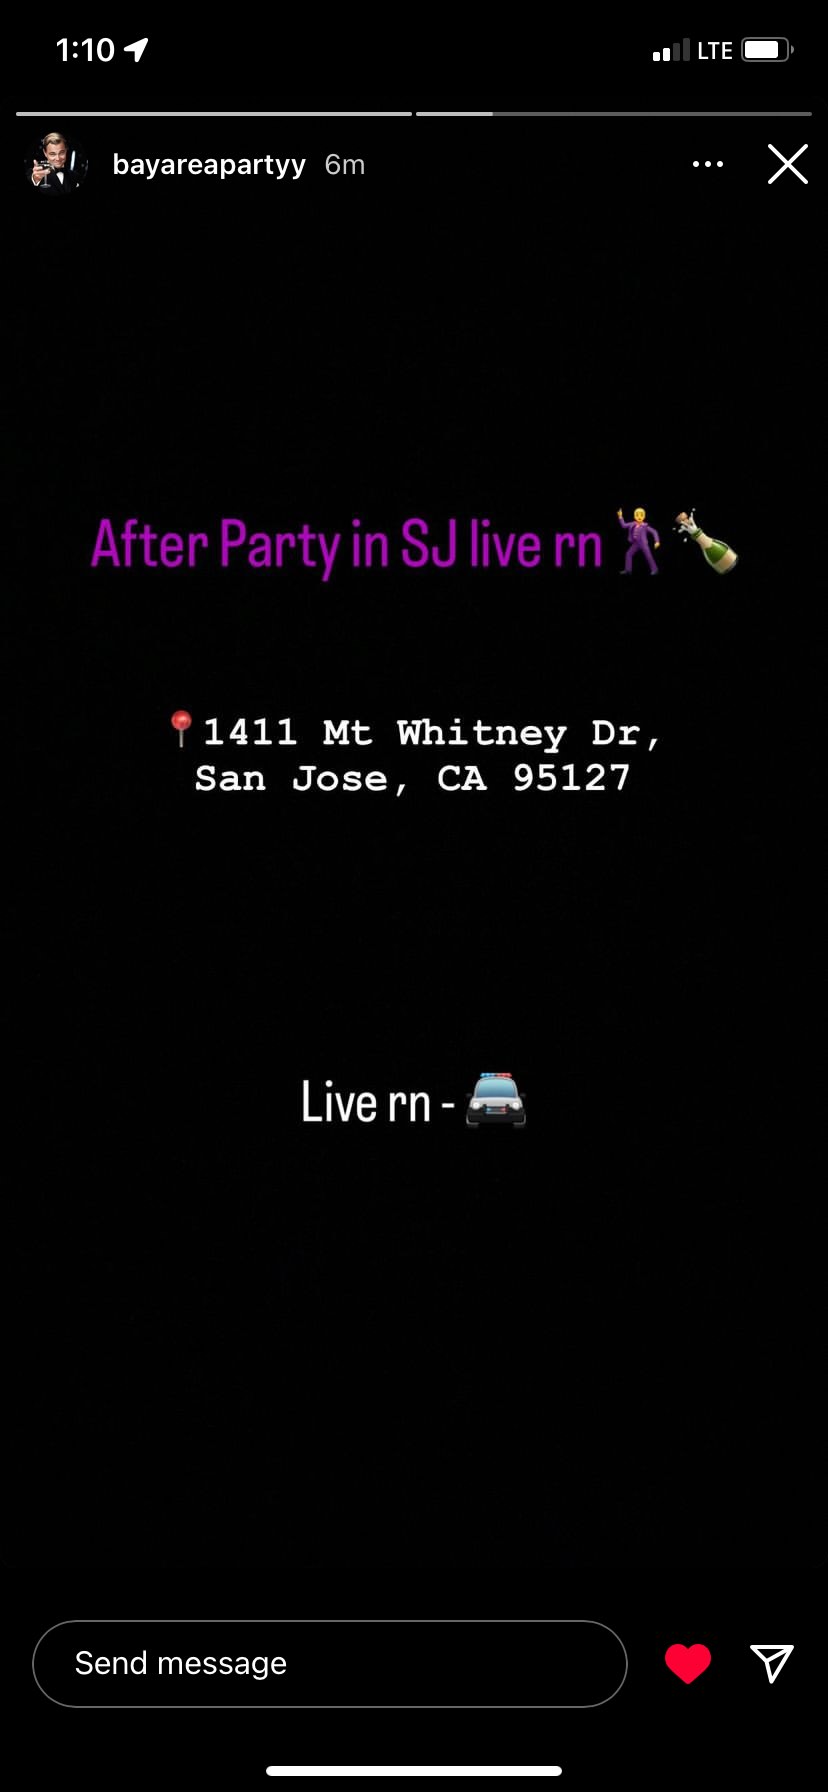 1:10 LTE
bayareapartyy 6m
After Party in SJ live rn🕺🍾
📍1411 Mt Whitney Dr,
San Jose, CA 95127
Live rn - 🚔
Send message